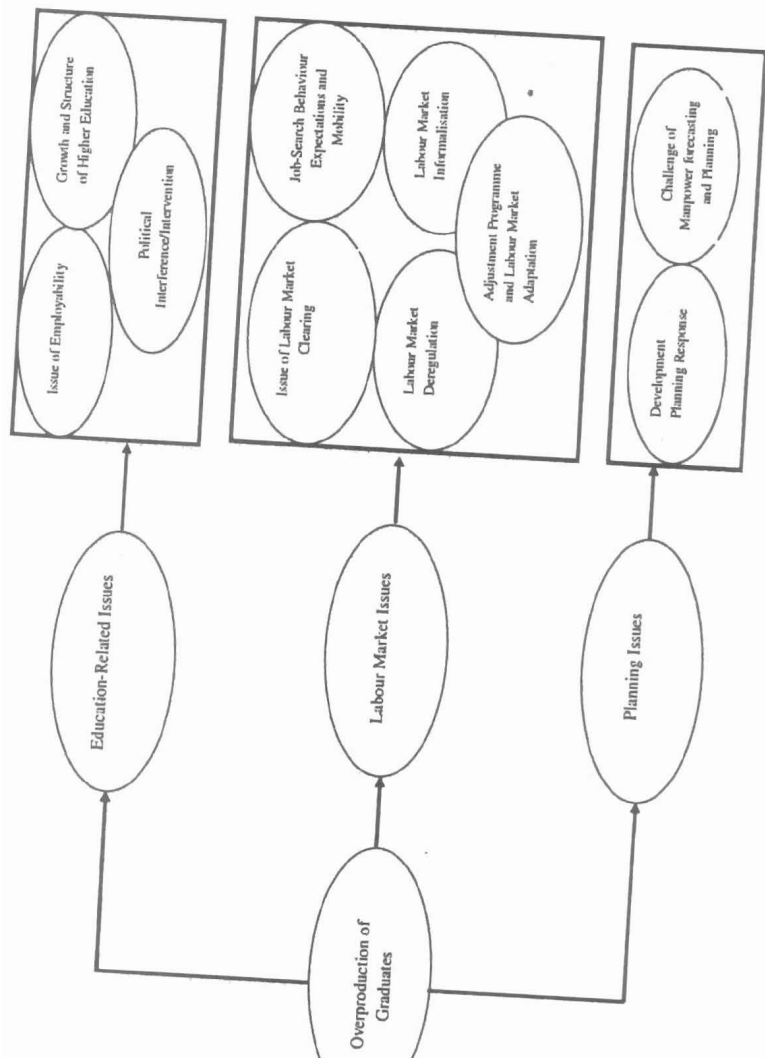 Overproduction of
Graduates
Education-Related Issues
Labour Market Issues
Planning Issues
Issue of Employability
Growth and Structure
of Higher Education
Political
Interference/Intervention
Issue of Labour Market
Clearing
Job-Search Behaviour
Expectations and
Mobility
Labour Market
Deregulation
Labour Market
Informalisation
Adjustment Programme
and Labour Market
Adaptation
Development
Planning Response
Challenge of
Manpower forecasting
and Planning